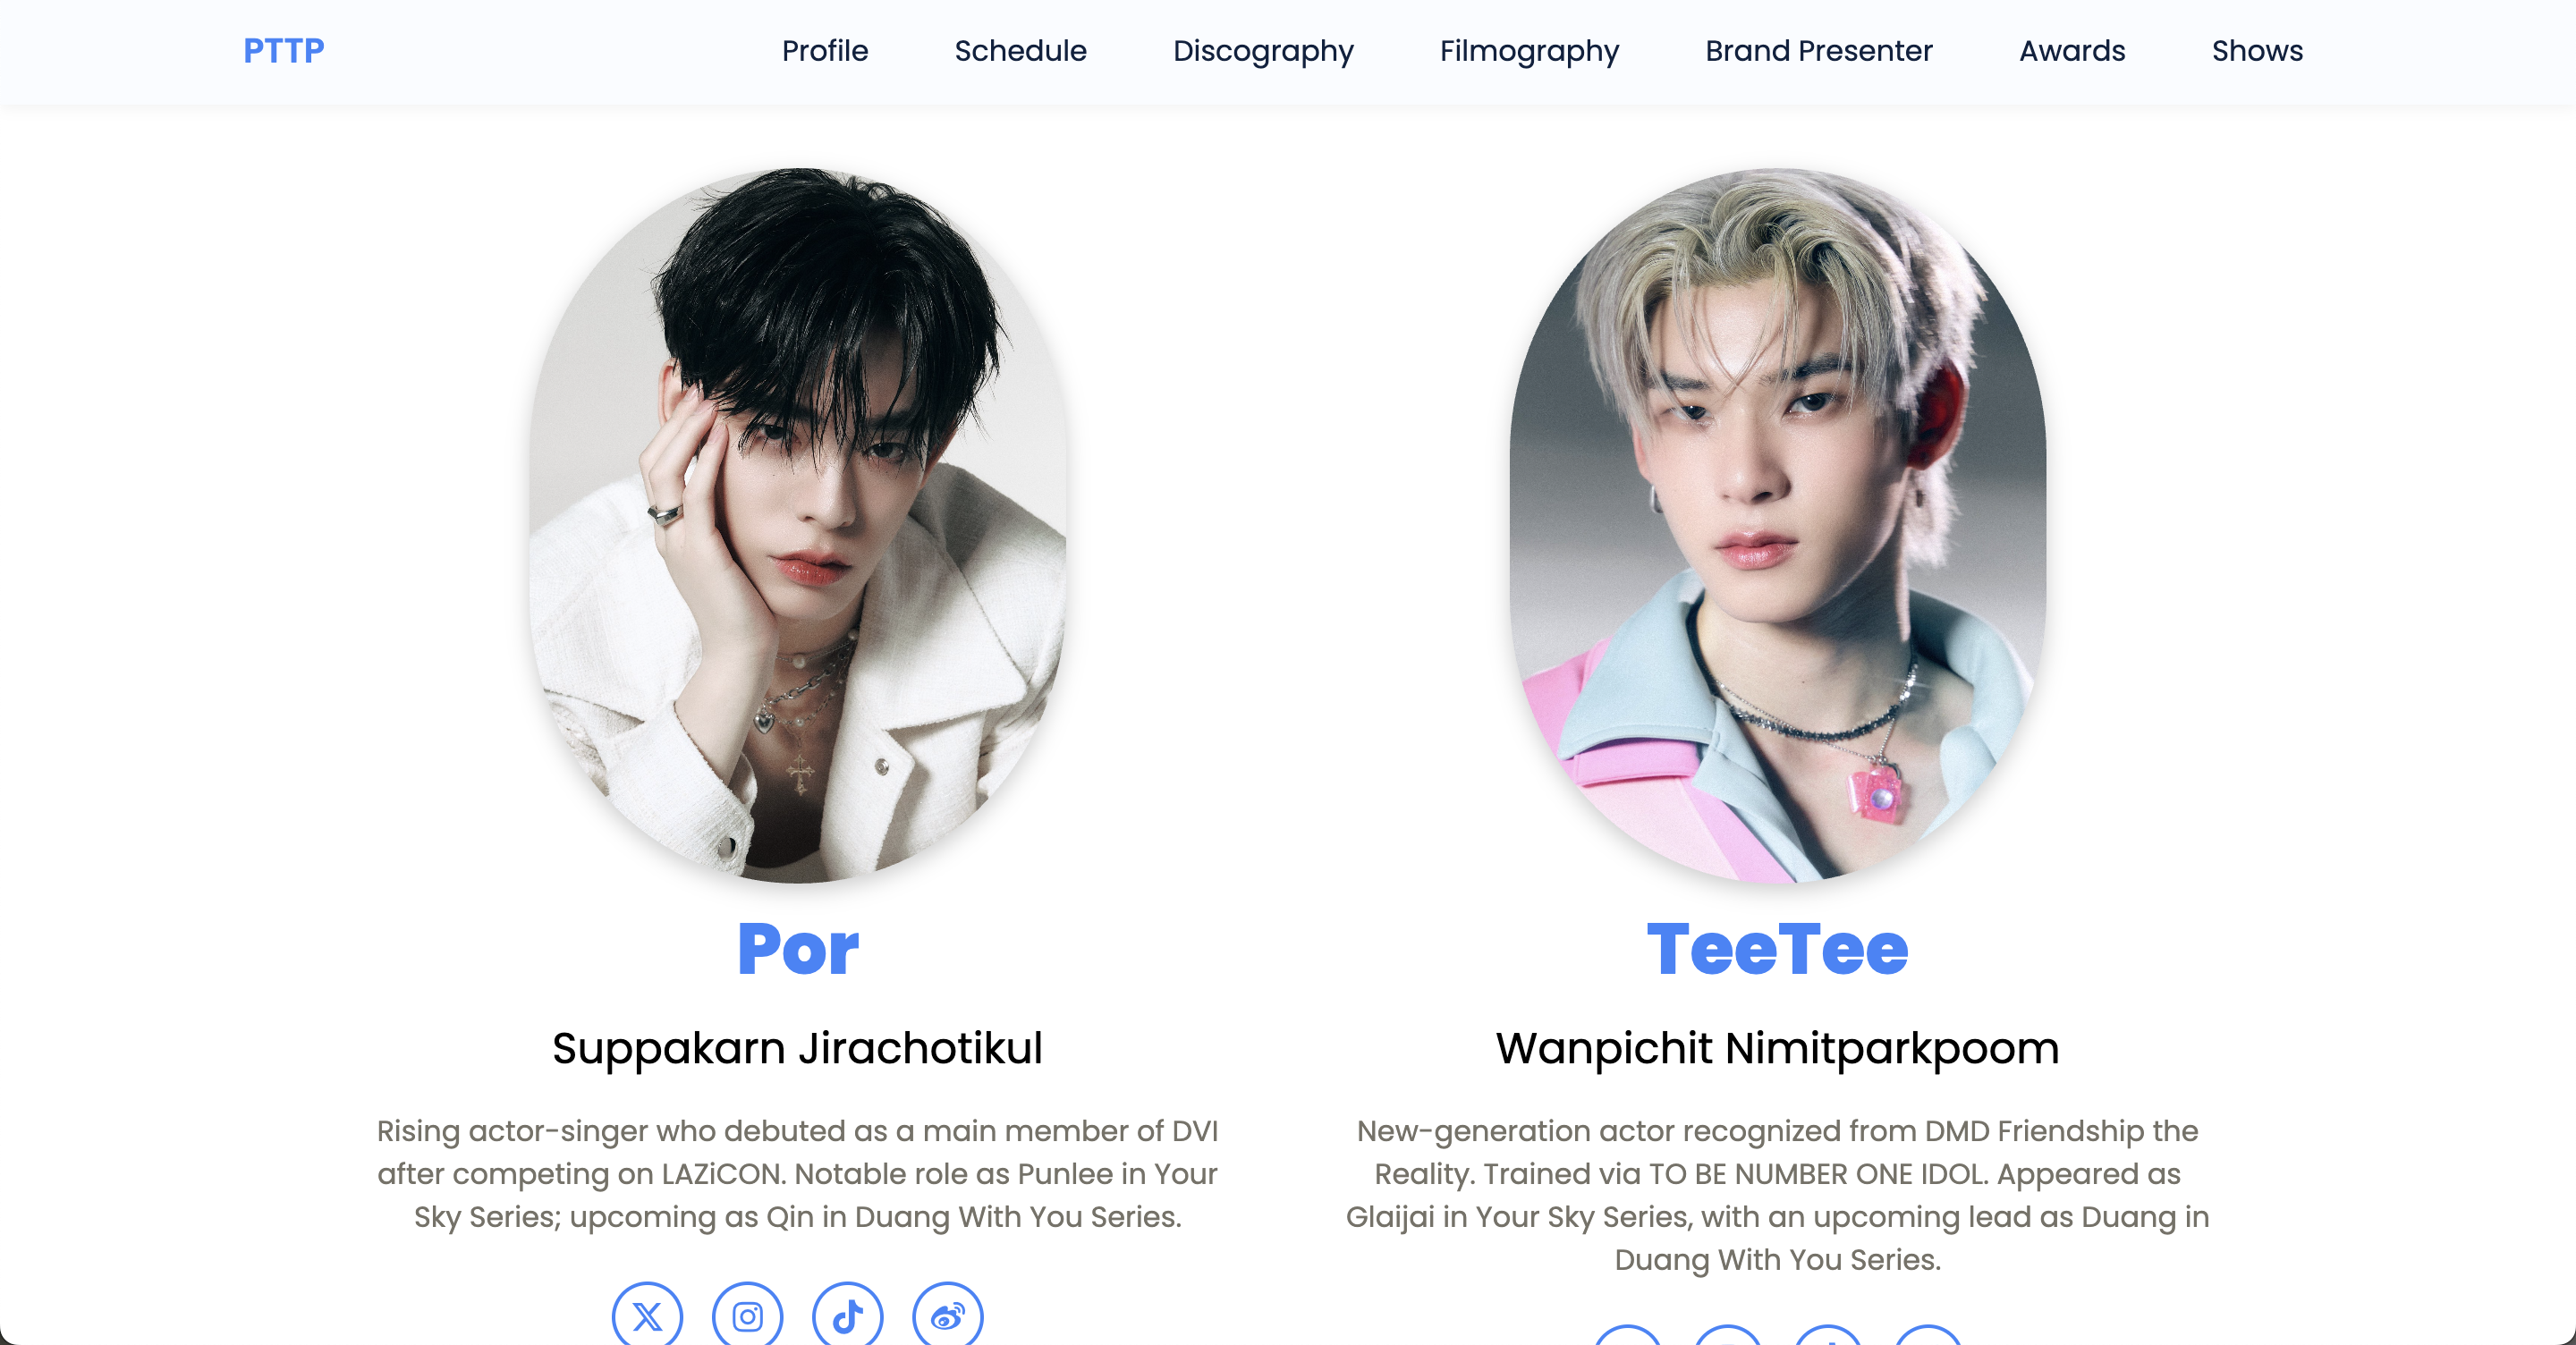 PTTP
Profile
Schedule
Discography
Filmography
Brand Presenter
Awards
Shows
Por
Suppakarn Jirachotikul
Rising actor-singer who debuted as a main member of DVI
after competing on LAZiCON. Notable role as Punlee in Your
Sky Series; upcoming as Qin in Duang With You Series.
TeeTee
Wanpichit Nimitparkpoom
New-generation actor recognized from DMD Friendship the
Reality. Trained via TO BE NUMBER ONE IDOL. Appeared as
Glaijai in Your Sky Series, with an upcoming lead as Duang in
Duang With You Series.